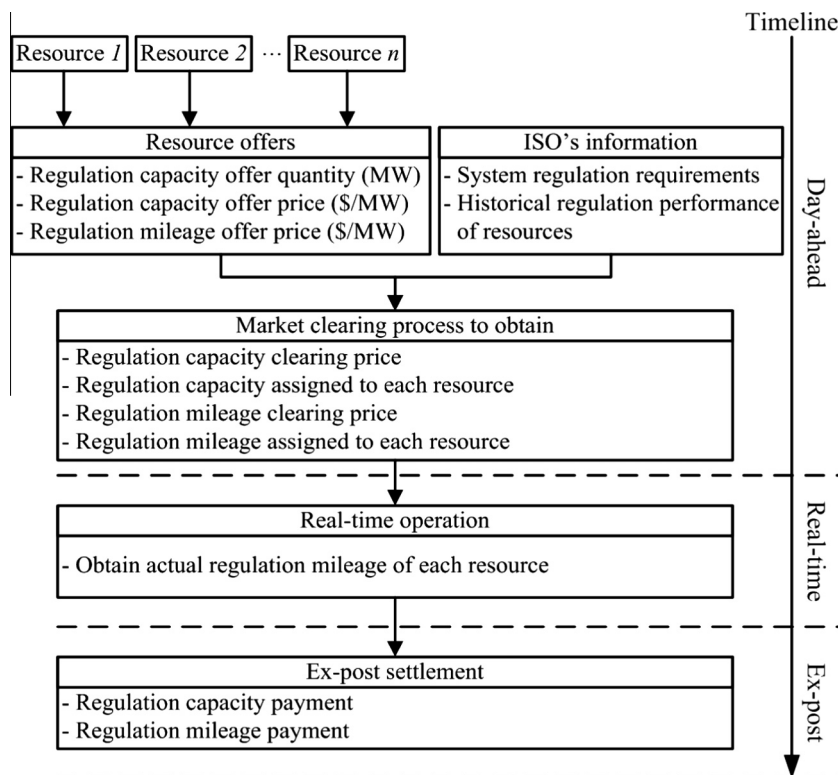 Timeline
Resource 1
Resource 2
...
Resource n
Resource offers
- Regulation capacity offer quantity (MW)
- Regulation capacity offer price ($/MW)
- Regulation mileage offer price ($/MW)
ISO's information
- System regulation requirements
- Historical regulation performance
of resources
Day-ahead
Market clearing process to obtain
- Regulation capacity clearing price
- Regulation capacity assigned to each resource
- Regulation mileage clearing price
- Regulation mileage assigned to each resource
Real-time operation
- Obtain actual regulation mileage of each resource
Real-time
Ex-post settlement
- Regulation capacity payment
- Regulation mileage payment
Ex-post